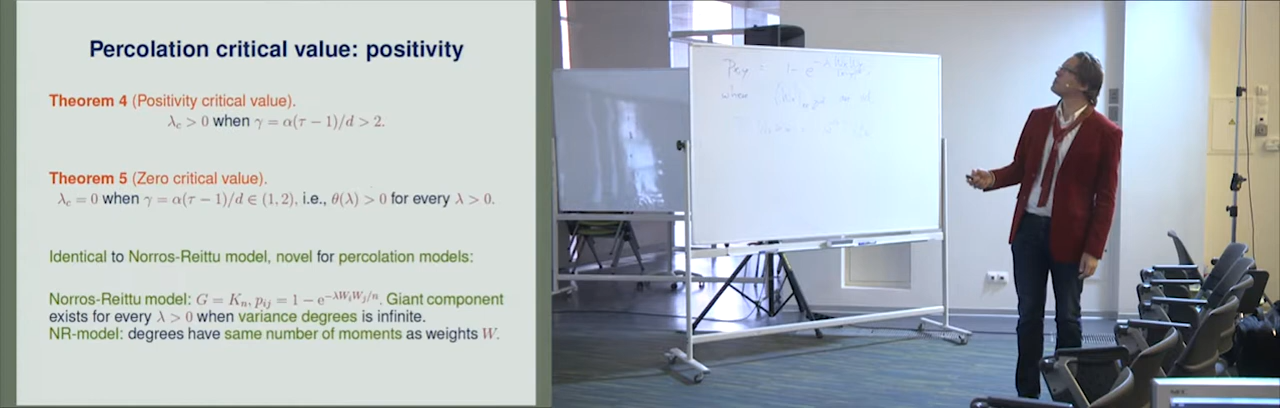 Percolation critical value: positivity
Theorem 4 (Positivity critical value).
λc > 0 when γ = α(τ − 1)/d > 2.
Theorem 5 (Zero critical value).
λc = 0 when γ = α(τ − 1)/d ∈ (1, 2), i.e., θ(λ) > 0 for every λ > 0.
Identical to Norros-Reittu model, novel for percolation models:
Norros-Reittu model: G = Kn, pij = 1 − e^{−λWiWj/n}. Giant component
exists for every λ > 0 when variance degrees is infinite.
NR-model: degrees have same number of moments as weights W.
where
NEC